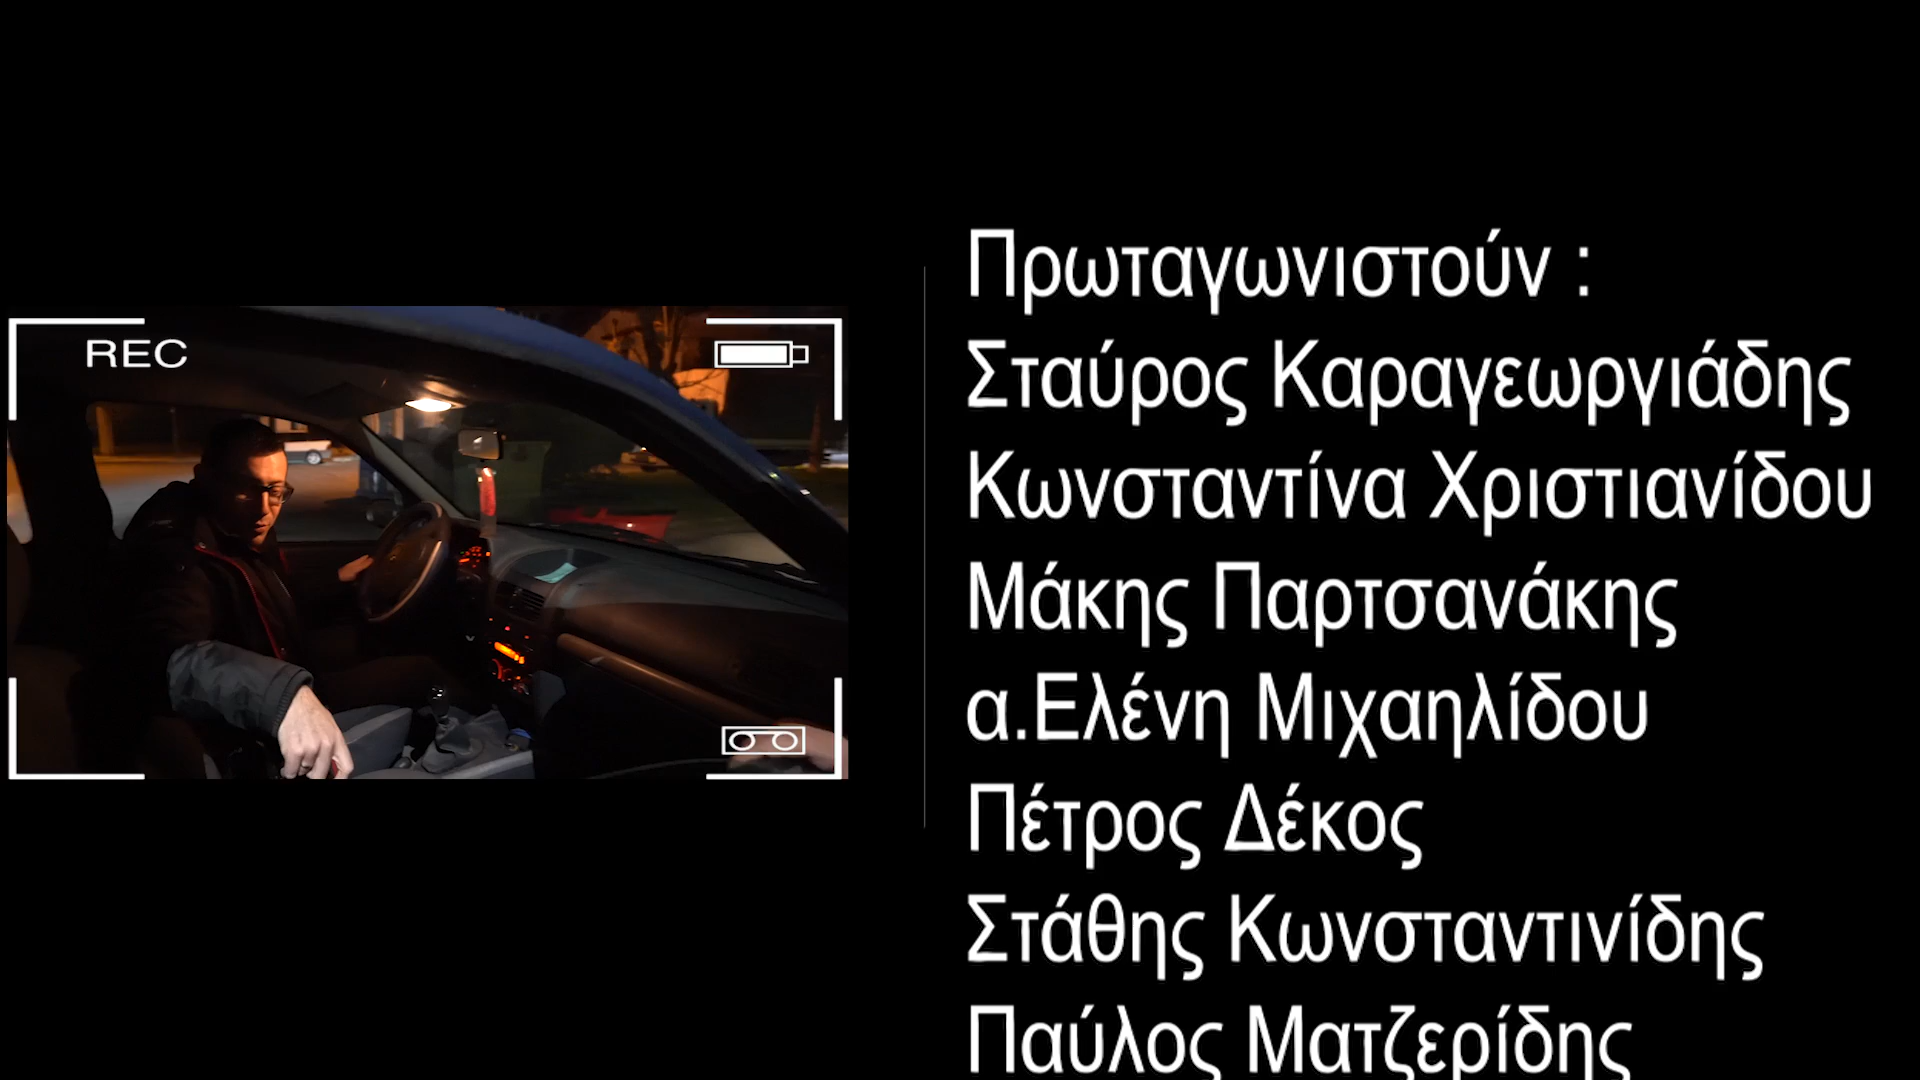 REC
Πρωταγωνιστούν :
Σταύρος Καραγεωργιάδης
Κωνσταντίνα Χριστιανίδου
Μάκης Παρτσανάκης
α.Ελένη Μιχαηλίδου
Πέτρος Δέκος
Στάθης Κωνσταντινίδης
Παύλος Ματζερίδης